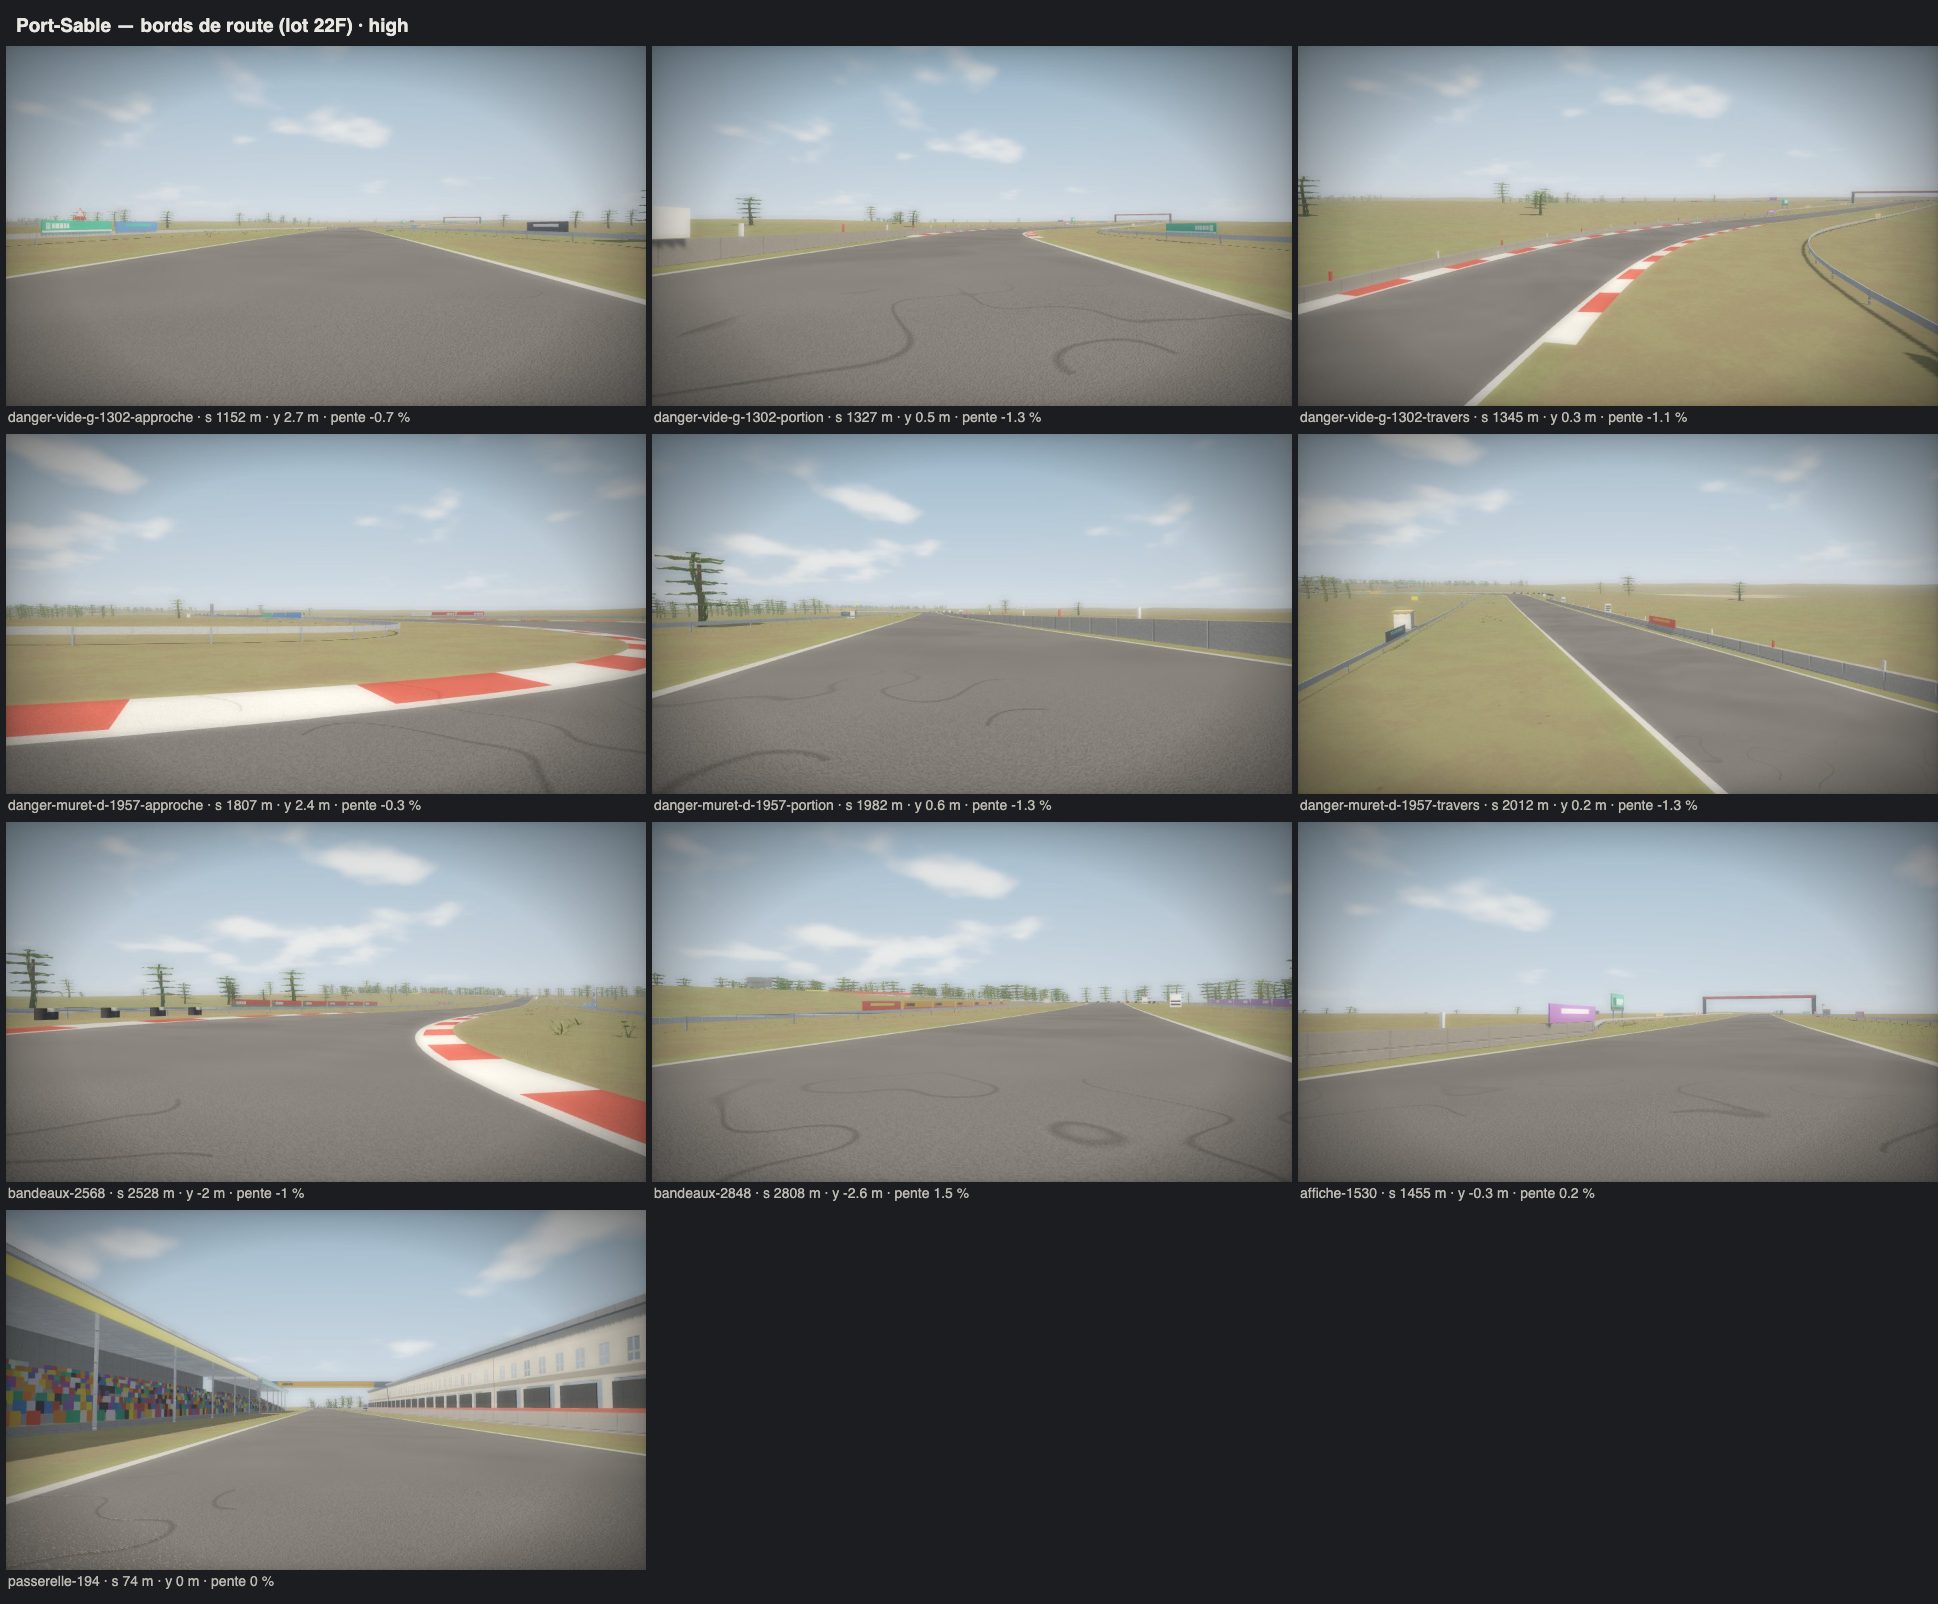 Port-Sable — bords de route (lot 22F) · high
danger-vide-g-1302-approche · s 1152 m · y 2.7 m · pente -0.7 %
danger-vide-g-1302-portion · s 1327 m · y 0.5 m · pente -1.3 %
danger-vide-g-1302-travers · s 1345 m · y 0.3 m · pente -1.1 %
danger-muret-d-1957-approche · s 1807 m · y 2.4 m · pente -0.3 %
danger-muret-d-1957-portion · s 1982 m · y 0.6 m · pente -1.3 %
danger-muret-d-1957-travers · s 2012 m · y 0.2 m · pente -1.3 %
bandeaux-2568 · s 2528 m · y -2 m · pente -1 %
bandeaux-2848 · s 2808 m · y -2.6 m · pente 1.5 %
affiche-1530 · s 1455 m · y -0.3 m · pente 0.2 %
passerelle-194 · s 74 m · y 0 m · pente 0 %